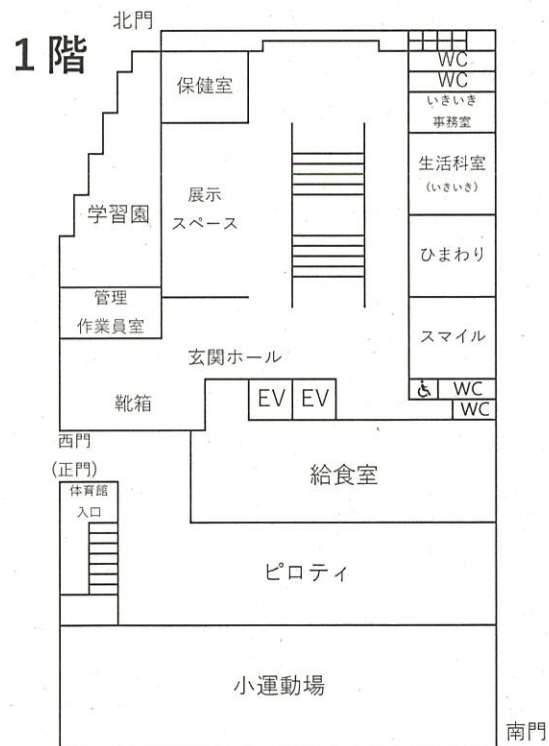 北門
1階
WC
WC
保健室
いきいき
事務室
生活科室
(いきいき)
展示
スペース
学習園
ひまわり
管理
作業員室
スマイル
玄関ホール
靴箱
EV
EV
WC
WC
西門
(正門)
給食室
体育館
入口
ピロティ
小運動場
南門